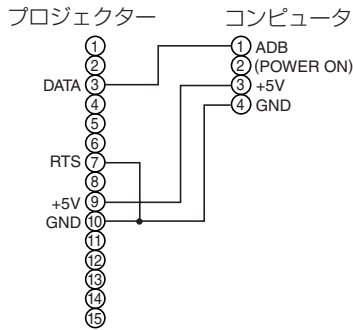 プロジェクター
コンピュータ
①
②
DATA ③
④
⑤
⑥
RTS ⑦
⑧
+5V ⑨
GND ⑩
⑪
⑫
⑬
⑭
⑮
① ADB
② (POWER ON)
③ +5V
④ GND